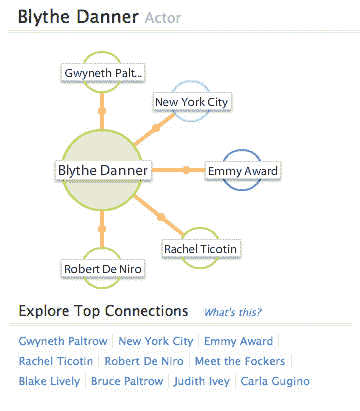 Blythe Danner Actor
Gwyneth Palt...
New York City
Blythe Danner
Emmy Award
Rachel Ticotin
Robert De Niro
Explore Top Connections What's this?
Gwyneth Paltrow New York City Emmy Award
Rachel Ticotin Robert De Niro Meet the Fockers
Blake Lively Bruce Paltrow Judith Ivey Carla Gugino